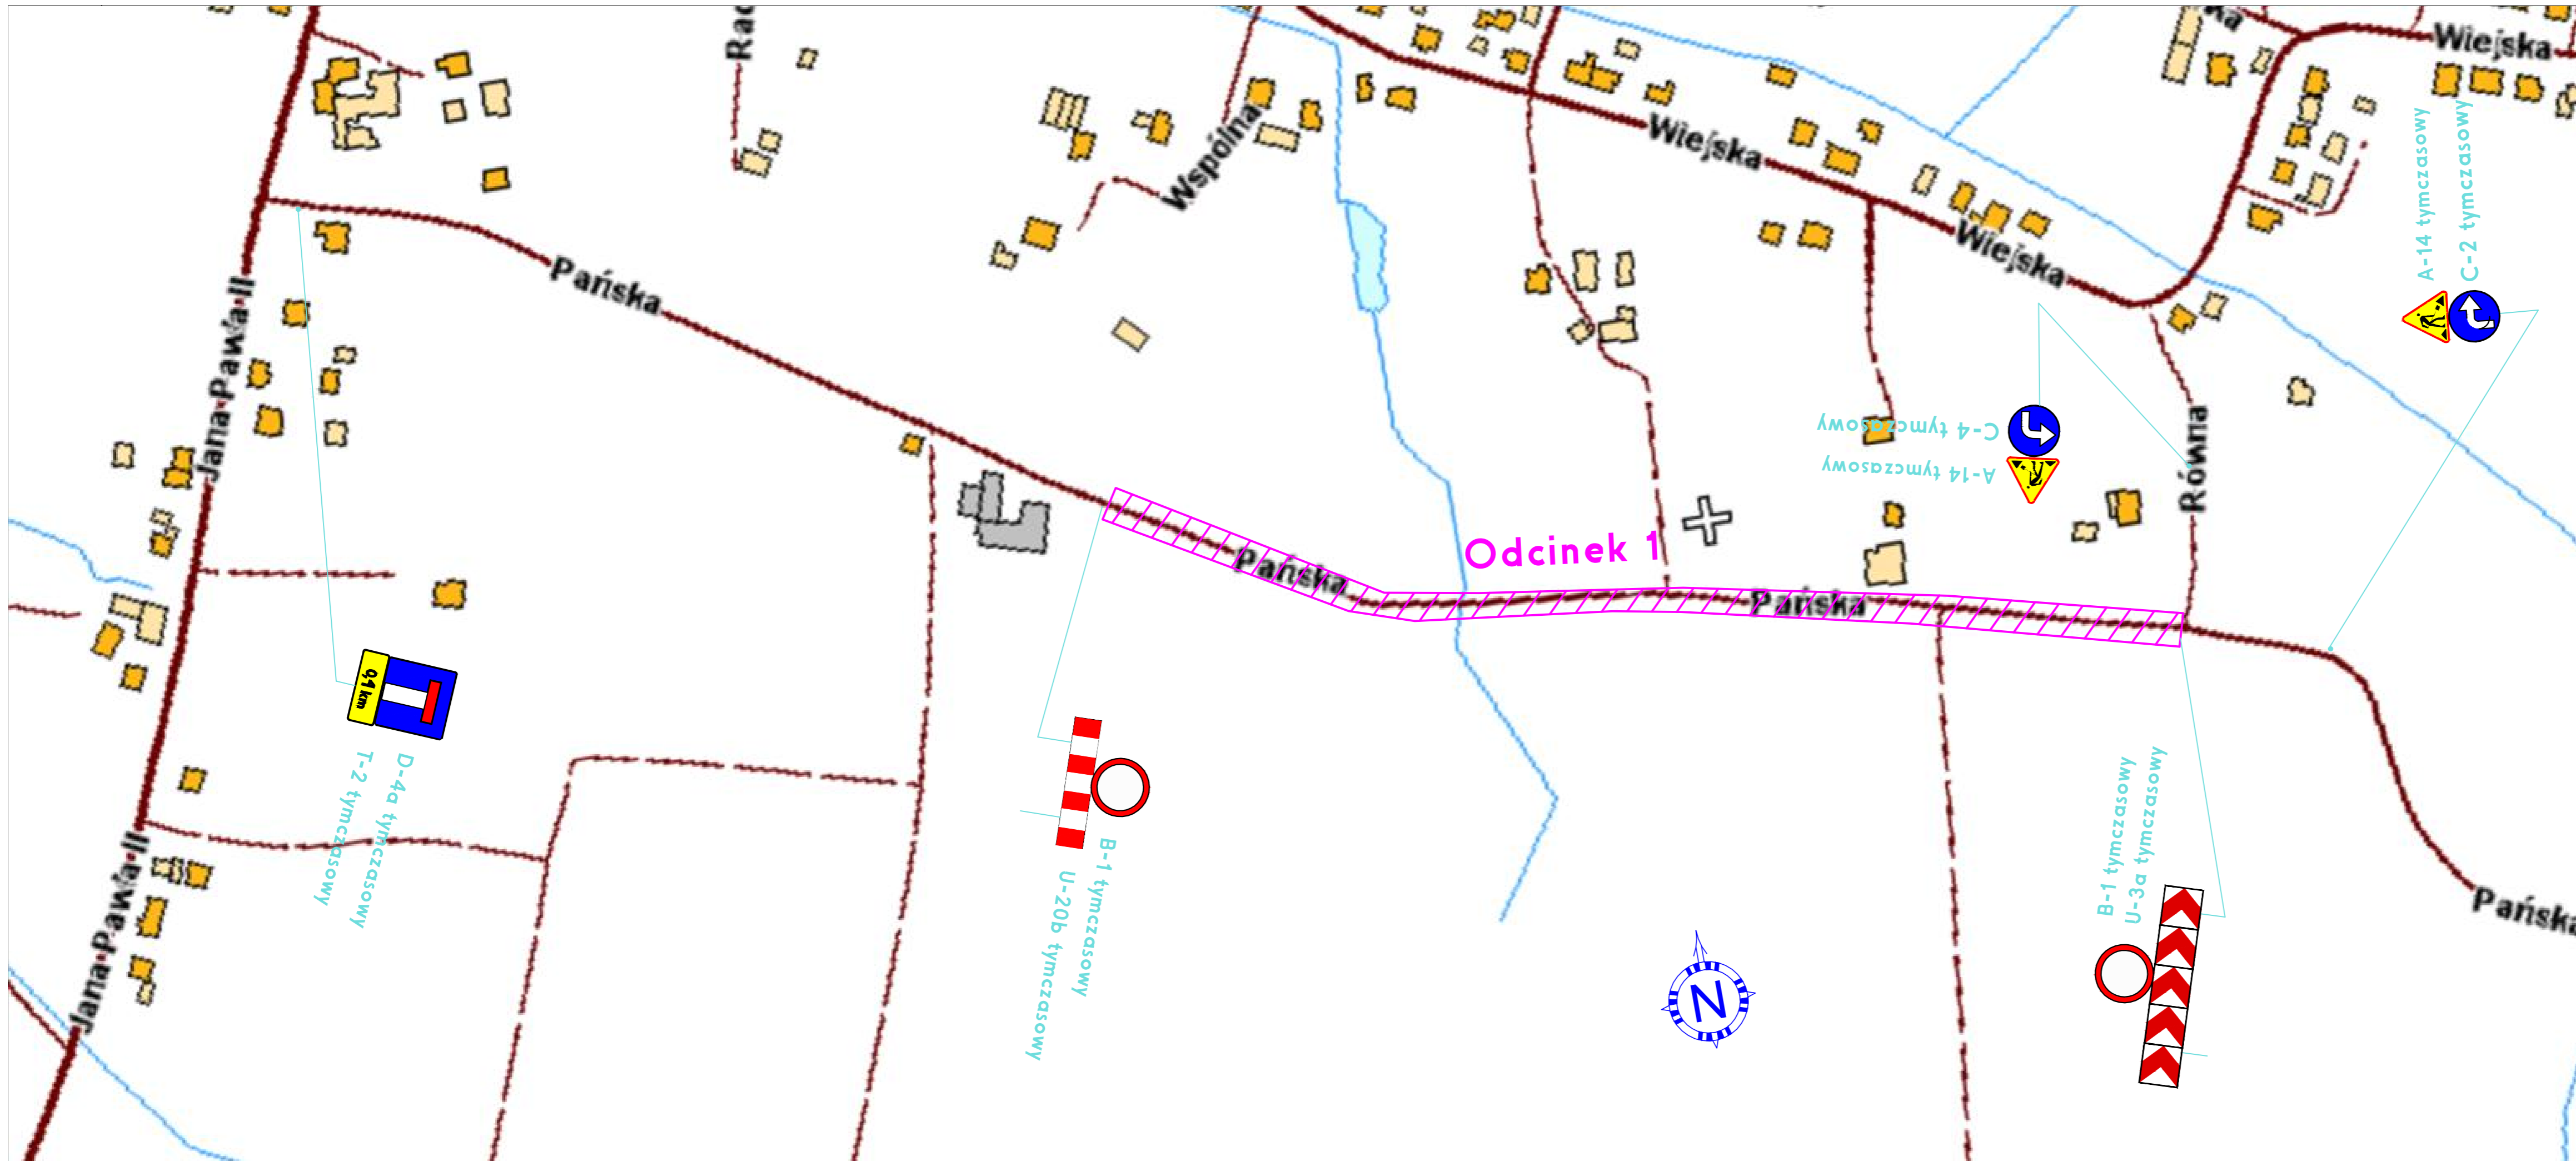 Wiejska
Rac
ka
Wspólna
Wiejska
Wiejska
Pańska
Jana Pawła II
A-14 tymczasowy
C-2 tymczasowy
C-4 tymczasowy
A-14 tymczasowy
Równa
Odcinek 1
Pańska
Pańska
0,1 km
D-4a tymczasowy
T-2 tymczasowy
B-1 tymczasowy
U-20b tymczasowy
B-1 tymczasowy
U-3a tymczasowy
Jana Pawła II
Pańska
N